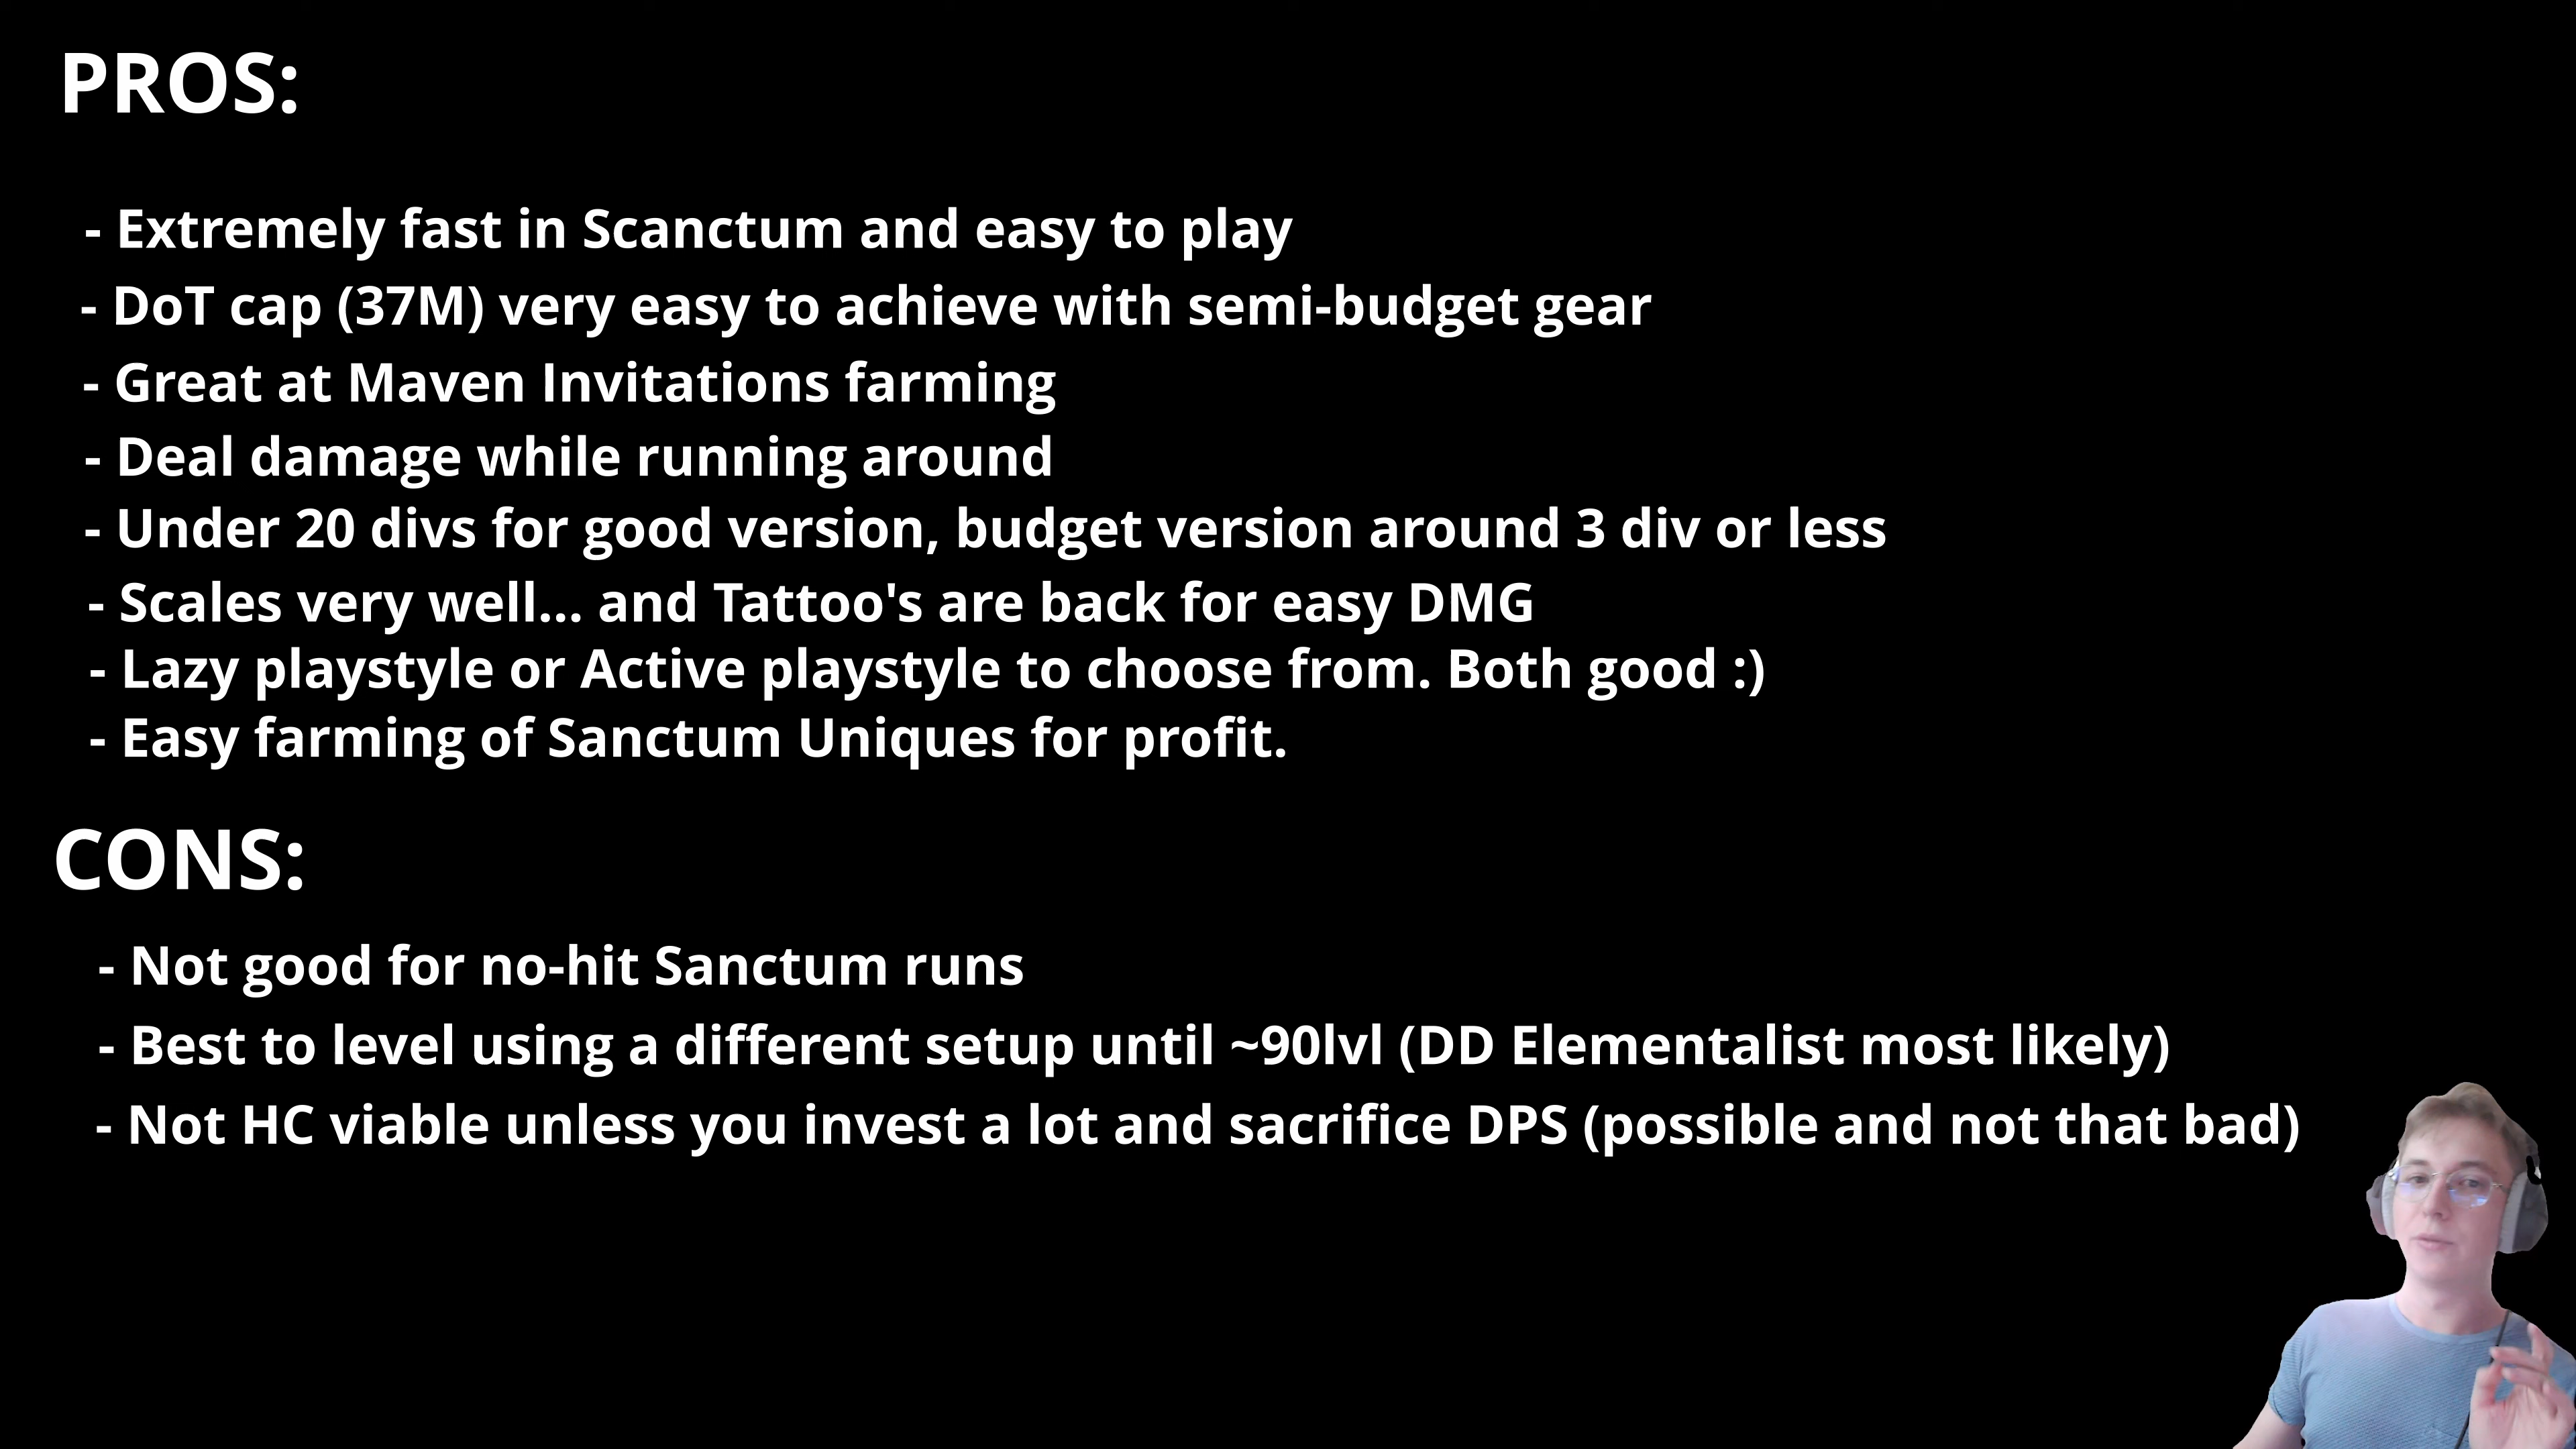 PROS:
- Extremely fast in Scanctum and easy to play
- DoT cap (37M) very easy to achieve with semi-budget gear
- Great at Maven Invitations farming
- Deal damage while running around
- Under 20 divs for good version, budget version around 3 div or less
- Scales very well... and Tattoo's are back for easy DMG
- Lazy playstyle or Active playstyle to choose from. Both good :)
- Easy farming of Sanctum Uniques for profit.
CONS:
- Not good for no-hit Sanctum runs
- Best to level using a different setup until ~90lvl (DD Elementalist most likely)
- Not HC viable unless you invest a lot and sacrifice DPS (possible and not that bad)